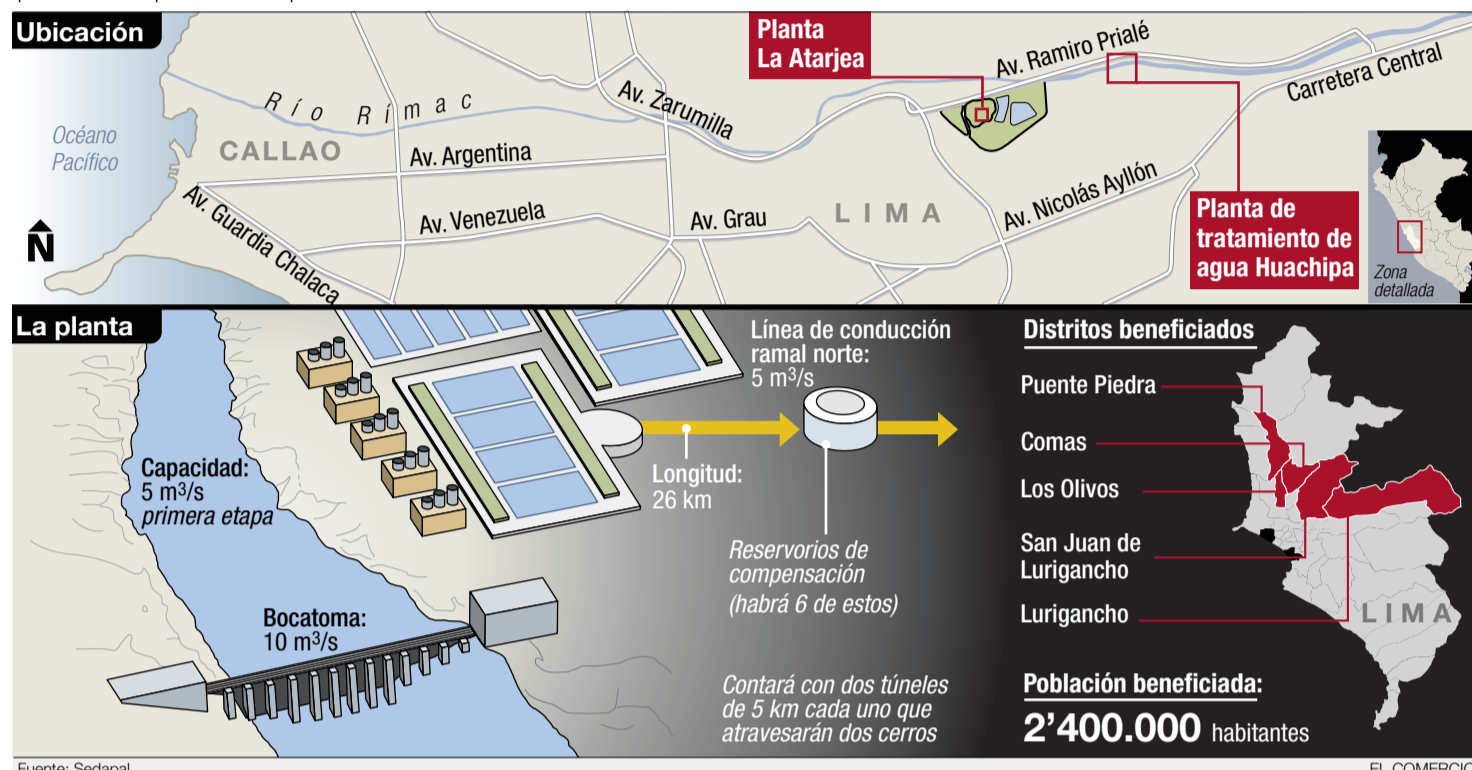 Ubicación
Planta
La Atarjea
Av. Ramiro Prialé
Carretera Central
Río Rímac
Av. Zarumilla
Océano
Pacífico
CALLAO
Av. Argentina
Av. Guardia Chalaca
Av. Venezuela
Av. Grau
LIMA
Av. Nicolás Ayllón
Planta de
tratamiento de
agua Huachipa
N
Zona
detallada
La planta
Capacidad:
5 m³/s
primera etapa
Bocatoma:
10 m³/s
Línea de conducción
ramal norte:
5 m³/s
Longitud:
26 km
Reservorios de
compensación
(habrá 6 de estos)
Contará con dos túneles
de 5 km cada uno que
atravesarán dos cerros
Distritos beneficiados
Puente Piedra
Comas
Los Olivos
San Juan de
Lurigancho
Lurigancho
LIMA
Población beneficiada:
2’400.000 habitantes
Fuente: Sedapal
EL COMERCIO